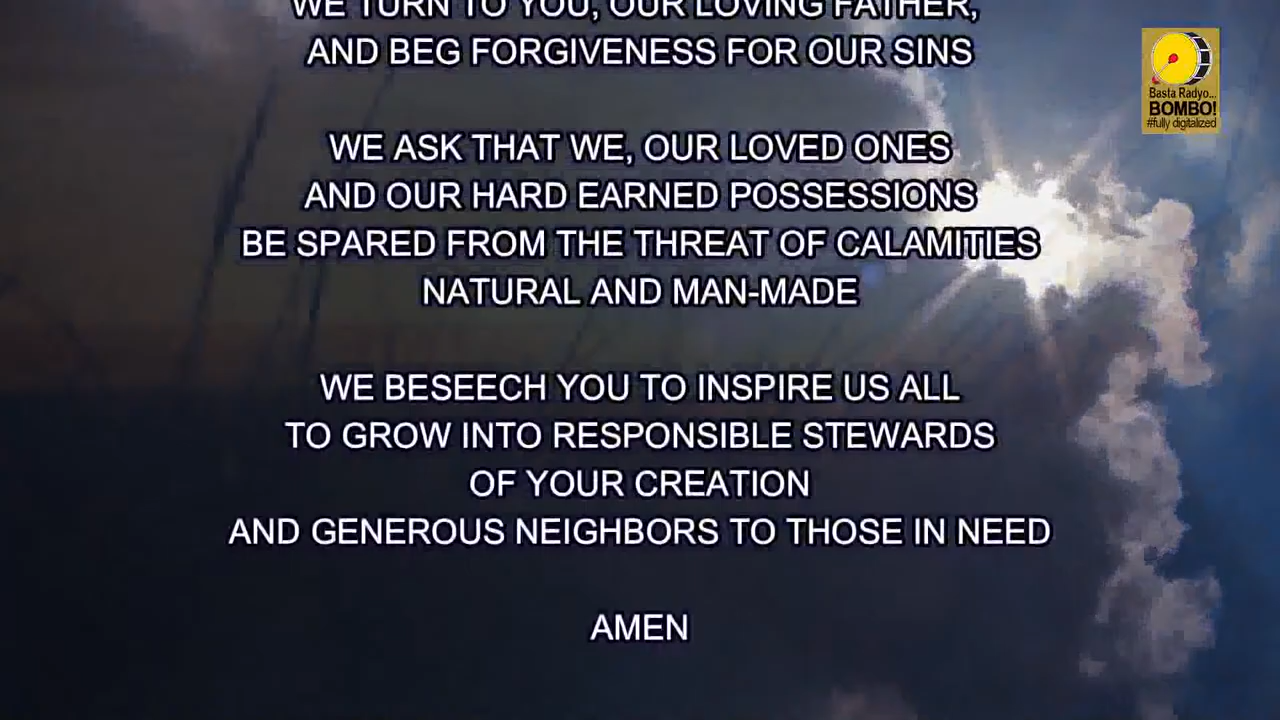 WE TURN TO YOU, OUR LOVING FATHER,
AND BEG FORGIVENESS FOR OUR SINS
WE ASK THAT WE, OUR LOVED ONES
AND OUR HARD EARNED POSSESSIONS
BE SPARED FROM THE THREAT OF CALAMITIES
NATURAL AND MAN-MADE
WE BESEECH YOU TO INSPIRE US ALL
TO GROW INTO RESPONSIBLE STEWARDS
OF YOUR CREATION
AND GENEROUS NEIGHBORS TO THOSE IN NEED
AMEN
Basta Radyo...
BOMBO!
#fully digitalized